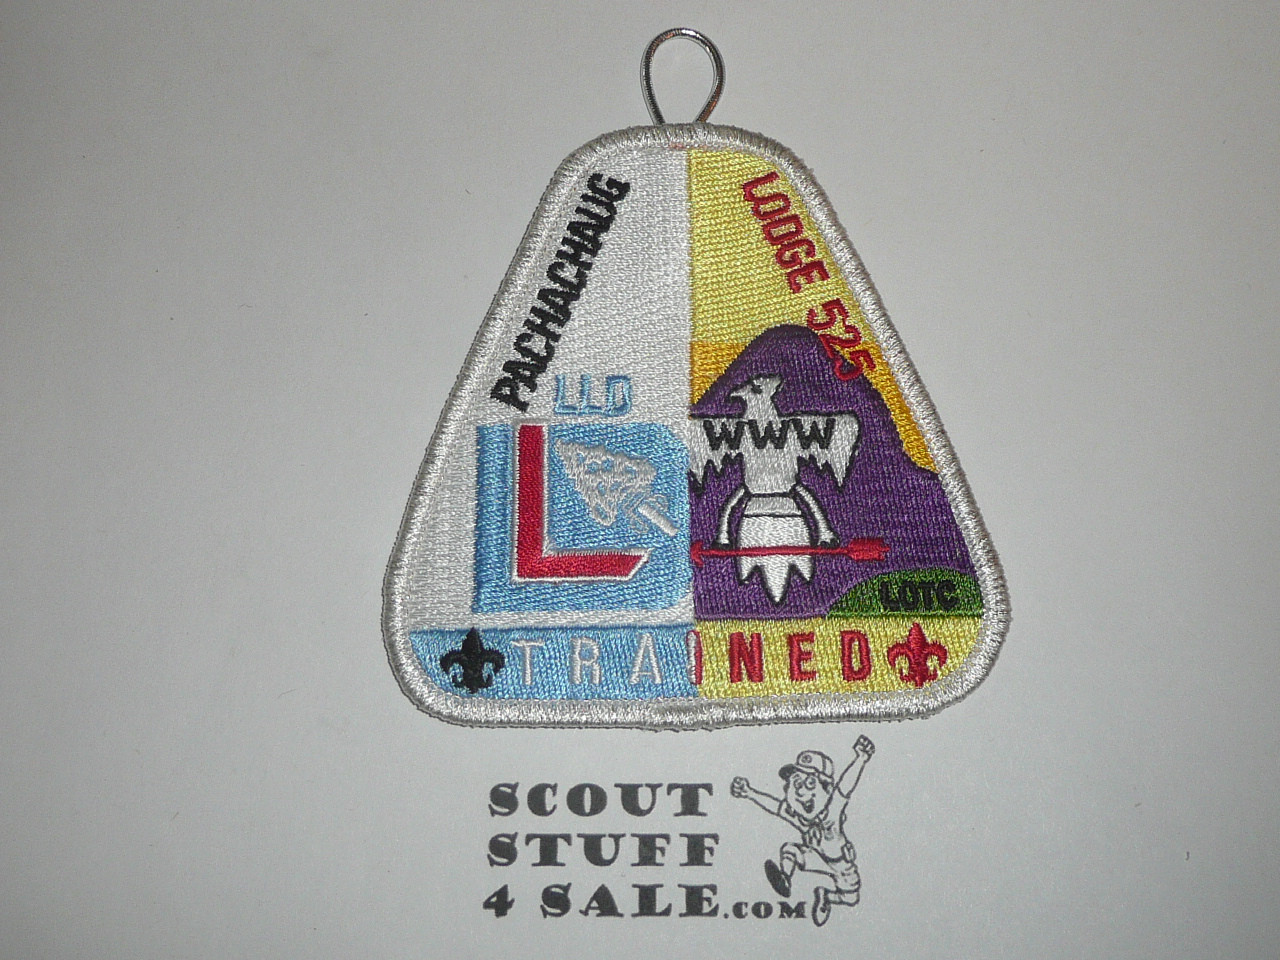 PACHACHAUG
LODGE 525
LLD
WWW
LOTC
TRAINED
SCOUT
STUFF
4 SALE.COM